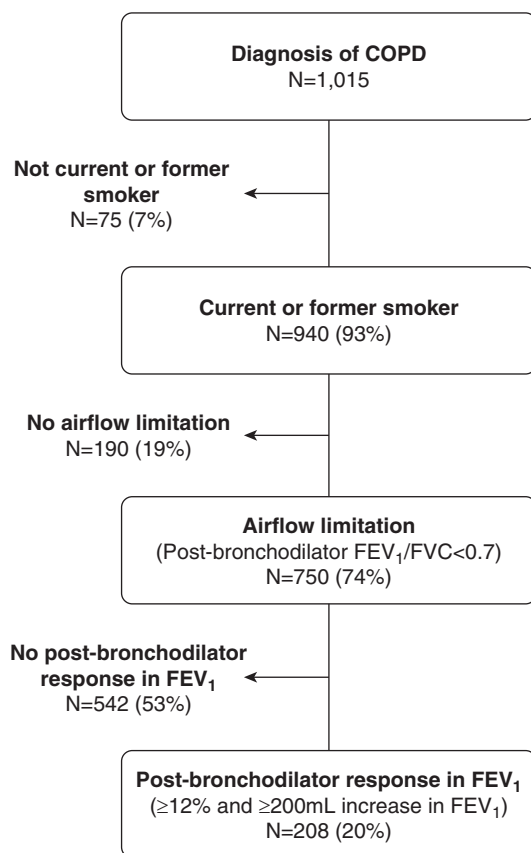 Diagnosis of COPD
N=1,015
Not current or former
smoker
N=75 (7%)
Current or former smoker
N=940 (93%)
No airflow limitation
N=190 (19%)
Airflow limitation
(Post-bronchodilator FEV₁/FVC<0.7)
N=750 (74%)
No post-bronchodilator
response in FEV₁
N=542 (53%)
Post-bronchodilator response in FEV₁
(≥12% and ≥200mL increase in FEV₁)
N=208 (20%)